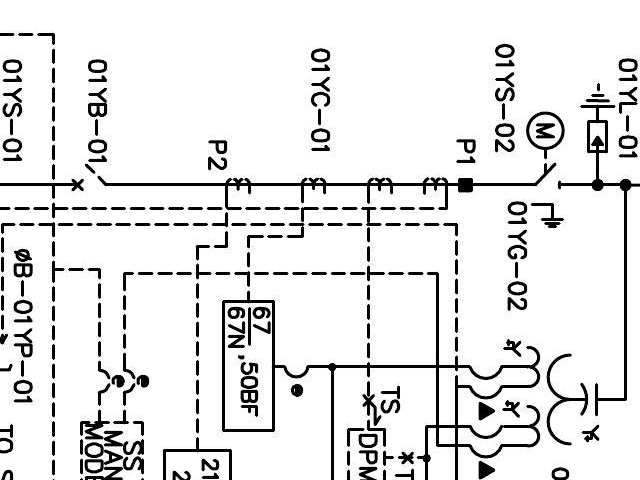 01YS-01
01YB-01
P2
01YC-01
P1
01YS-02
M
01YL-01
01YG-02
ØB-01YP-01
67
67N,50BF
TS
DPM
SS
MAN
MODE
21
2
TO S
T
0